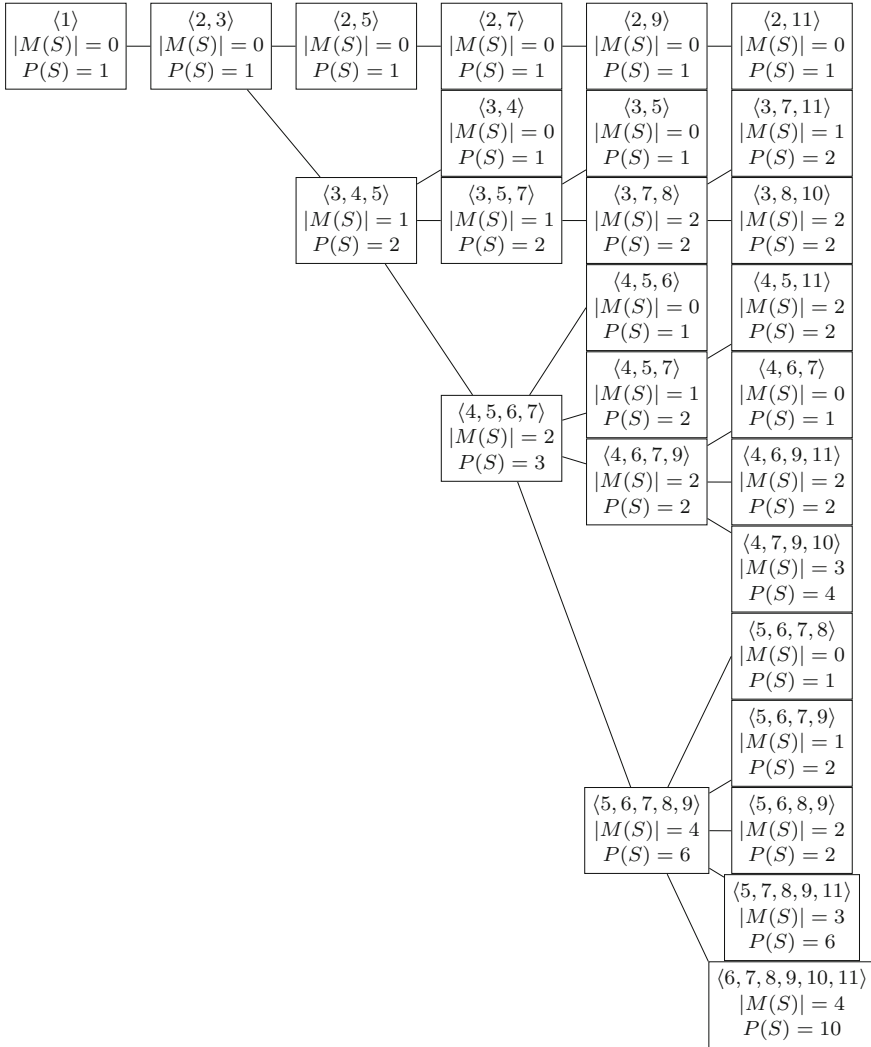 ⟨1⟩
|M(S)| = 0
P(S) = 1
⟨2, 3⟩
|M(S)| = 0
P(S) = 1
⟨2, 5⟩
|M(S)| = 0
P(S) = 1
⟨2, 7⟩
|M(S)| = 0
P(S) = 1
⟨2, 9⟩
|M(S)| = 0
P(S) = 1
⟨2, 11⟩
|M(S)| = 0
P(S) = 1
⟨3, 4⟩
|M(S)| = 0
P(S) = 1
⟨3, 5⟩
|M(S)| = 0
P(S) = 1
⟨3, 7, 11⟩
|M(S)| = 1
P(S) = 2
⟨3, 4, 5⟩
|M(S)| = 1
P(S) = 2
⟨3, 5, 7⟩
|M(S)| = 1
P(S) = 2
⟨3, 7, 8⟩
|M(S)| = 2
P(S) = 2
⟨3, 8, 10⟩
|M(S)| = 2
P(S) = 2
⟨4, 5, 6⟩
|M(S)| = 0
P(S) = 1
⟨4, 5, 11⟩
|M(S)| = 2
P(S) = 2
⟨4, 5, 7⟩
|M(S)| = 1
P(S) = 2
⟨4, 6, 7⟩
|M(S)| = 0
P(S) = 1
⟨4, 5, 6, 7⟩
|M(S)| = 2
P(S) = 3
⟨4, 6, 7, 9⟩
|M(S)| = 2
P(S) = 2
⟨4, 6, 9, 11⟩
|M(S)| = 2
P(S) = 2
⟨4, 7, 9, 10⟩
|M(S)| = 3
P(S) = 4
⟨5, 6, 7, 8⟩
|M(S)| = 0
P(S) = 1
⟨5, 6, 7, 9⟩
|M(S)| = 1
P(S) = 2
⟨5, 6, 7, 8, 9⟩
|M(S)| = 4
P(S) = 6
⟨5, 6, 8, 9⟩
|M(S)| = 2
P(S) = 2
⟨5, 7, 8, 9, 11⟩
|M(S)| = 3
P(S) = 6
⟨6, 7, 8, 9, 10, 11⟩
|M(S)| = 4
P(S) = 10